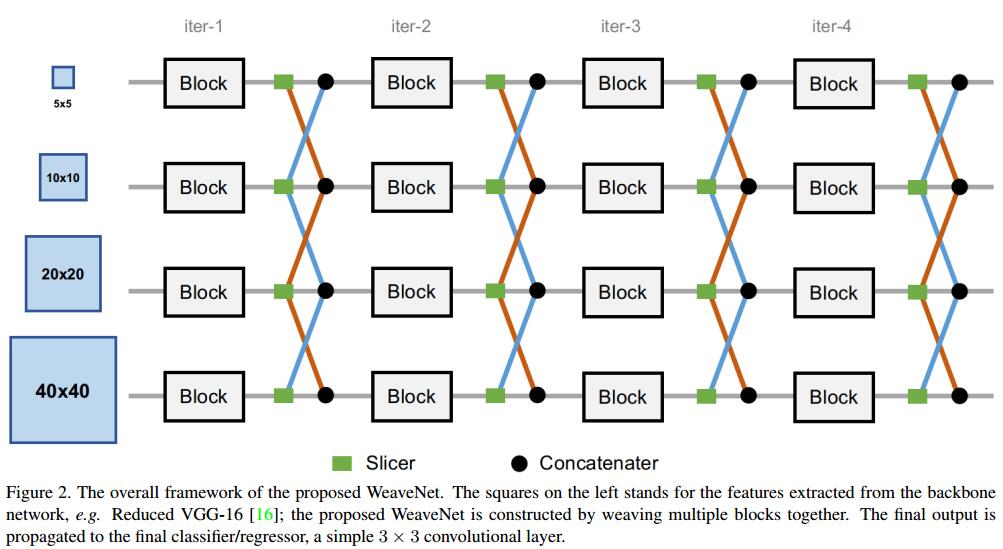 iter-1 iter-2 iter-3 iter-4
5x5
Block Block Block Block
10x10
Block Block Block Block
20x20
Block Block Block Block
40x40
Block Block Block Block
Slicer Concatenater
Figure 2. The overall framework of the proposed WeaveNet. The squares on the left stands for the features extracted from the backbone
network, e.g. Reduced VGG-16 [16]; the proposed WeaveNet is constructed by weaving multiple blocks together. The final output is
propagated to the final classifier/regressor, a simple 3 × 3 convolutional layer.